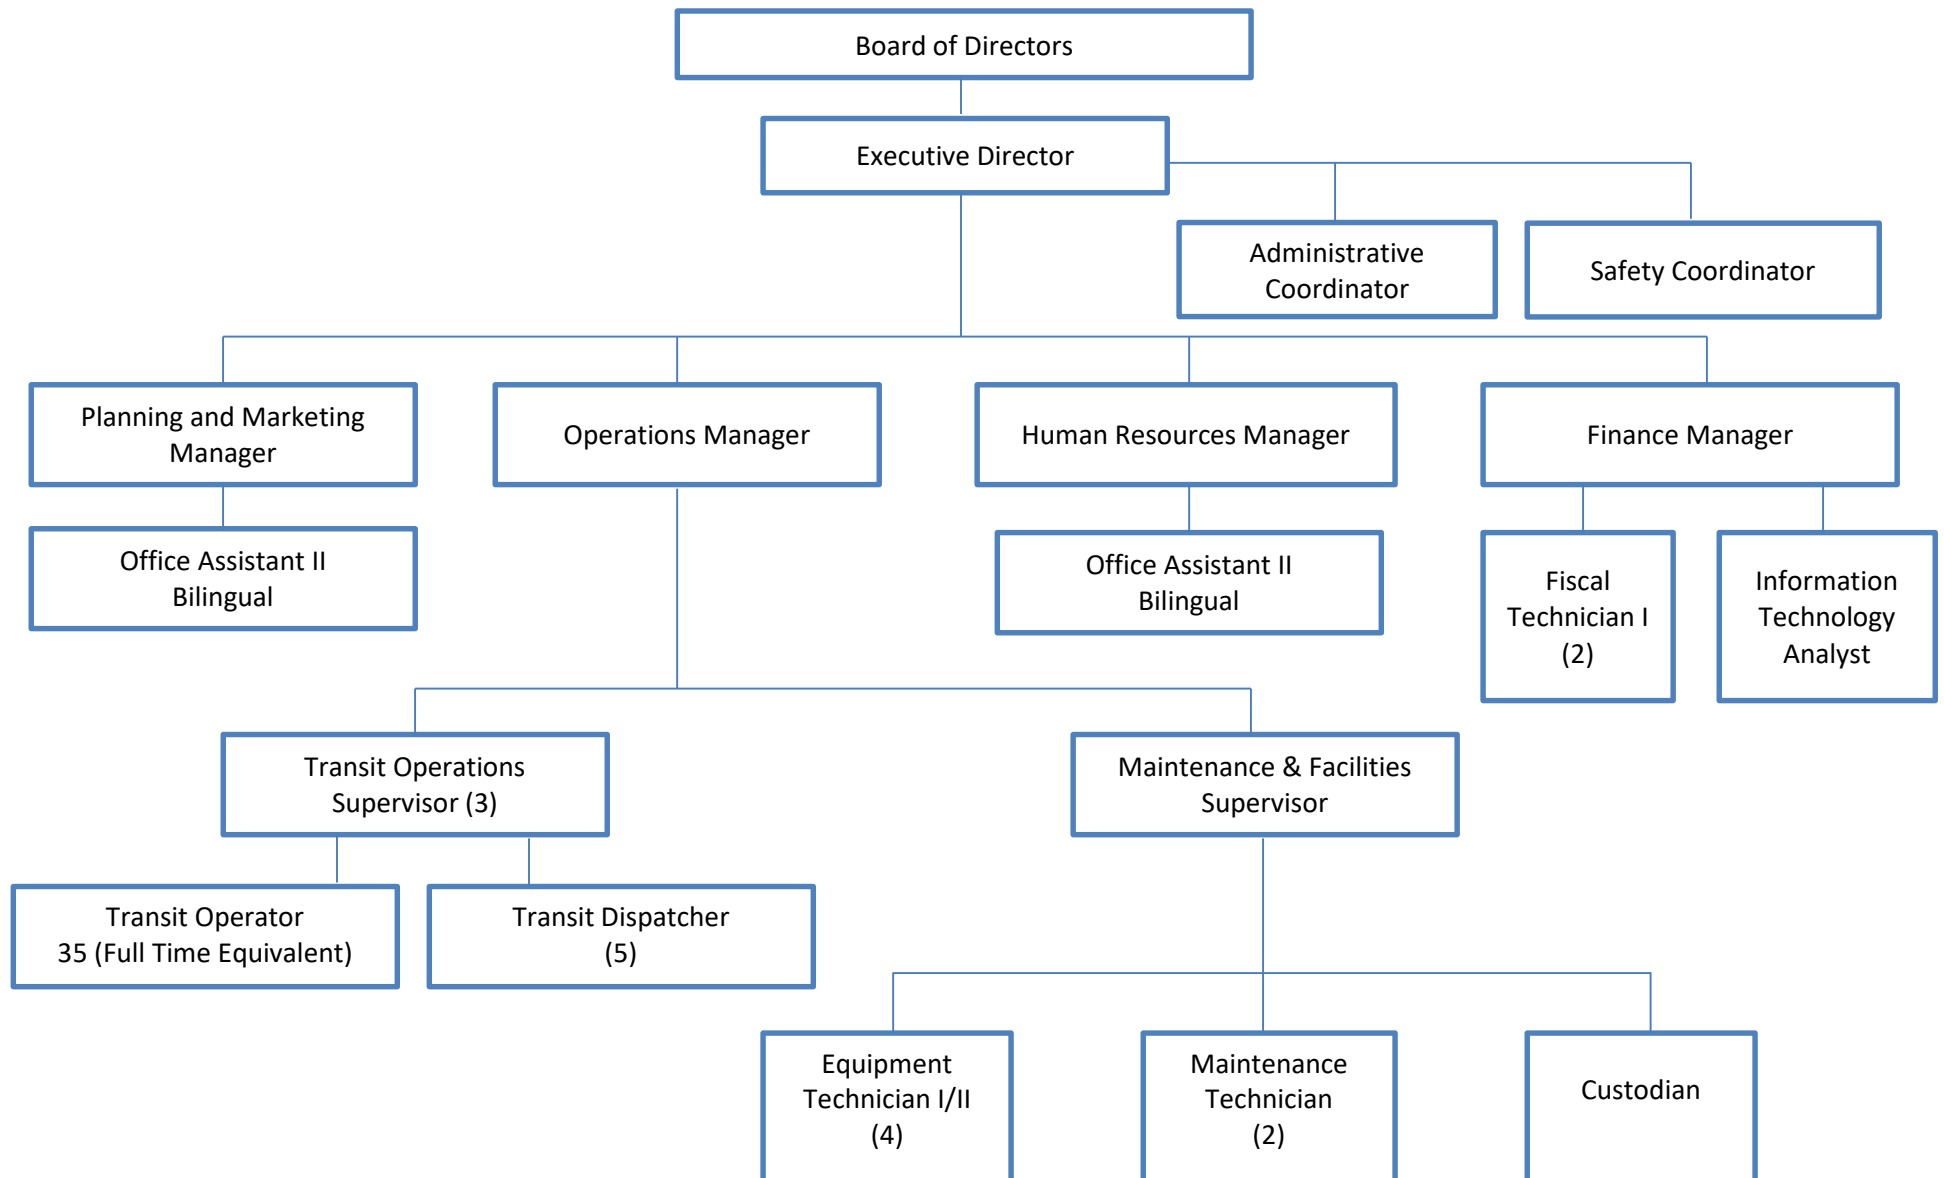 Board of Directors
Executive Director
Administrative
Coordinator
Safety Coordinator
Planning and Marketing
Manager
Operations Manager
Human Resources Manager
Finance Manager
Office Assistant II
Bilingual
Office Assistant II
Bilingual
Fiscal
Technician I
(2)
Information
Technology
Analyst
Transit Operations
Supervisor (3)
Maintenance & Facilities
Supervisor
Transit Operator
35 (Full Time Equivalent)
Transit Dispatcher
(5)
Equipment
Technician I/II
(4)
Maintenance
Technician
(2)
Custodian